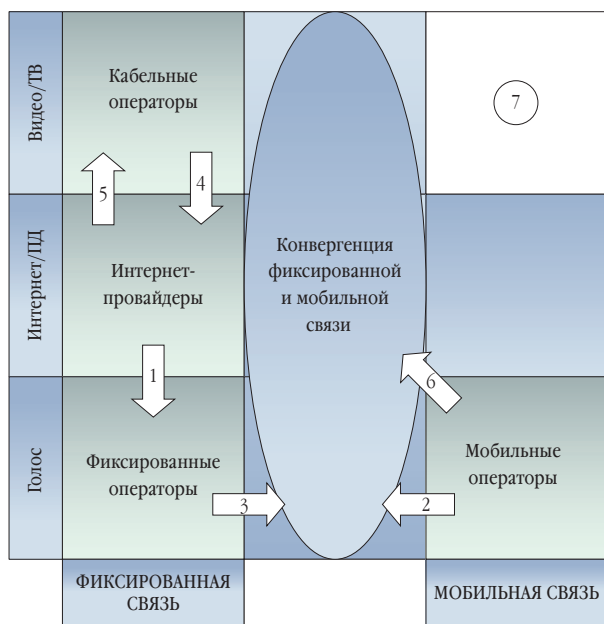 Видео/ТВ
Кабельные
операторы
7
5
4
Интернет/ПД
Интернет-
провайдеры
Конвергенция
фиксированной
и мобильной
связи
1
6
Голос
Фиксированные
операторы
Мобильные
операторы
3
2
ФИКСИРОВАННАЯ
СВЯЗЬ
МОБИЛЬНАЯ СВЯЗЬ